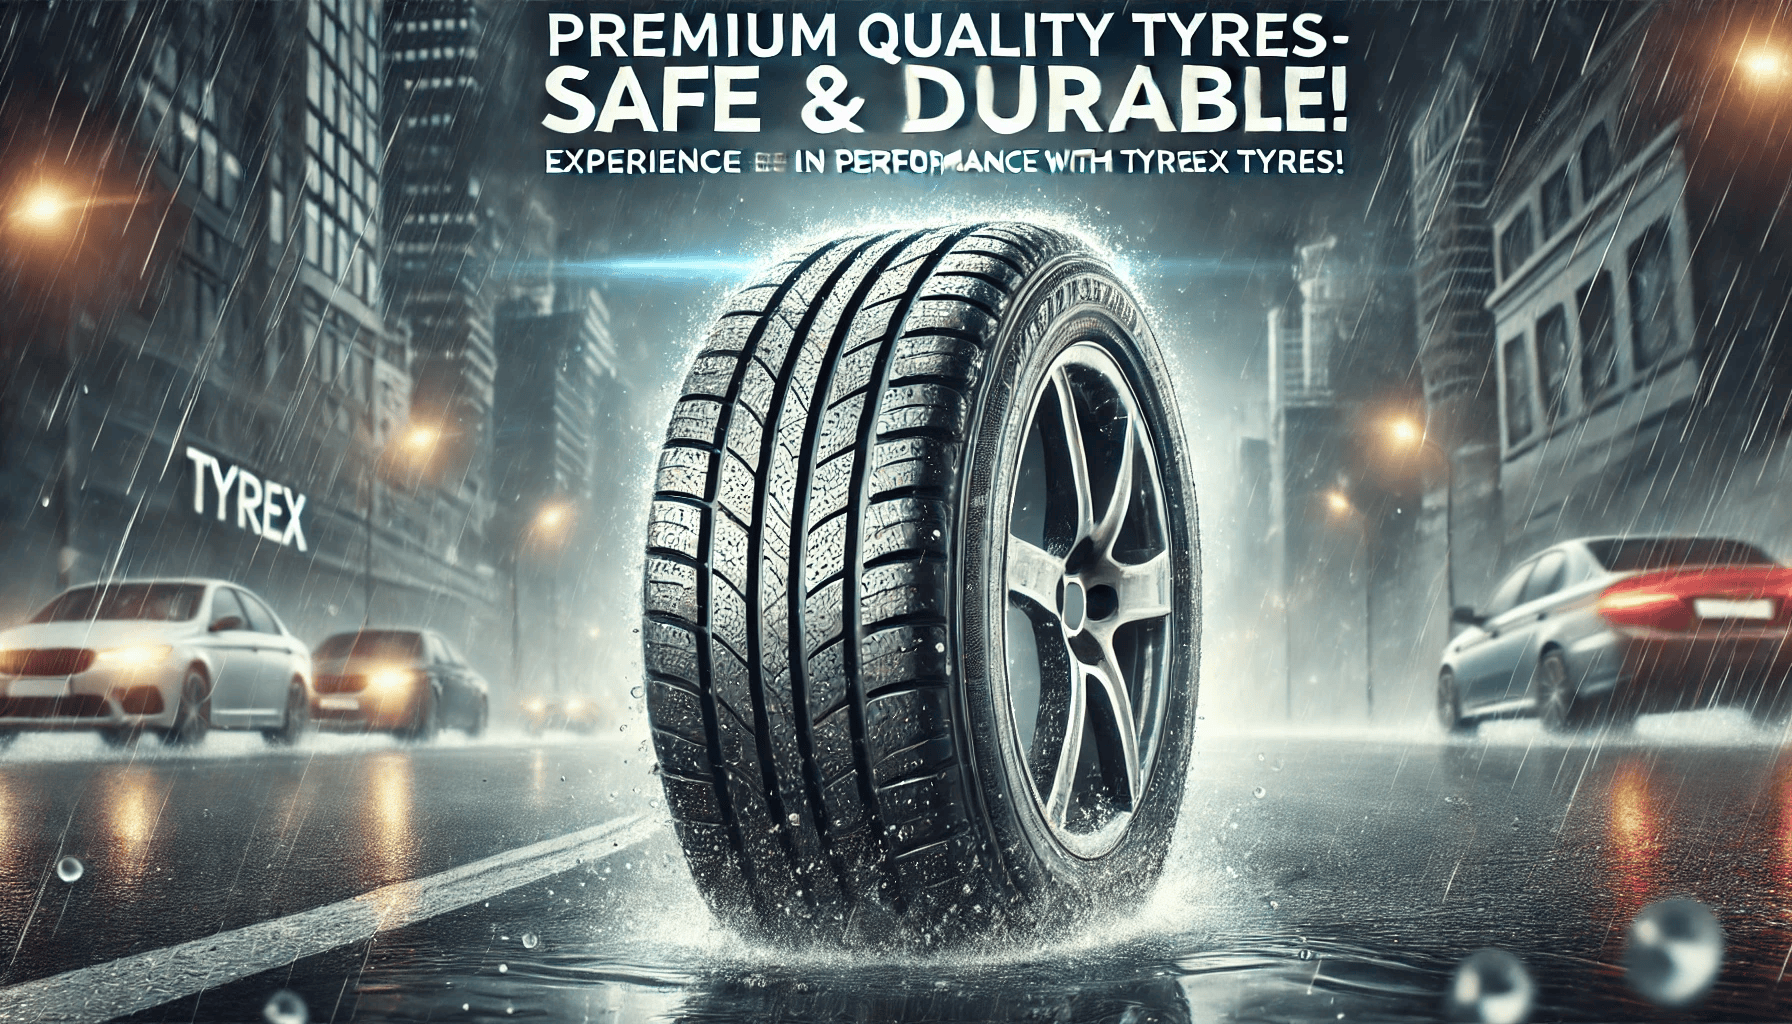 PREMIUM QUALITY TYRES-
SAFE & DURABLE!
EXPERIENCE IN PERFORMANCE WITH TYREEX TYRES!
TYREX